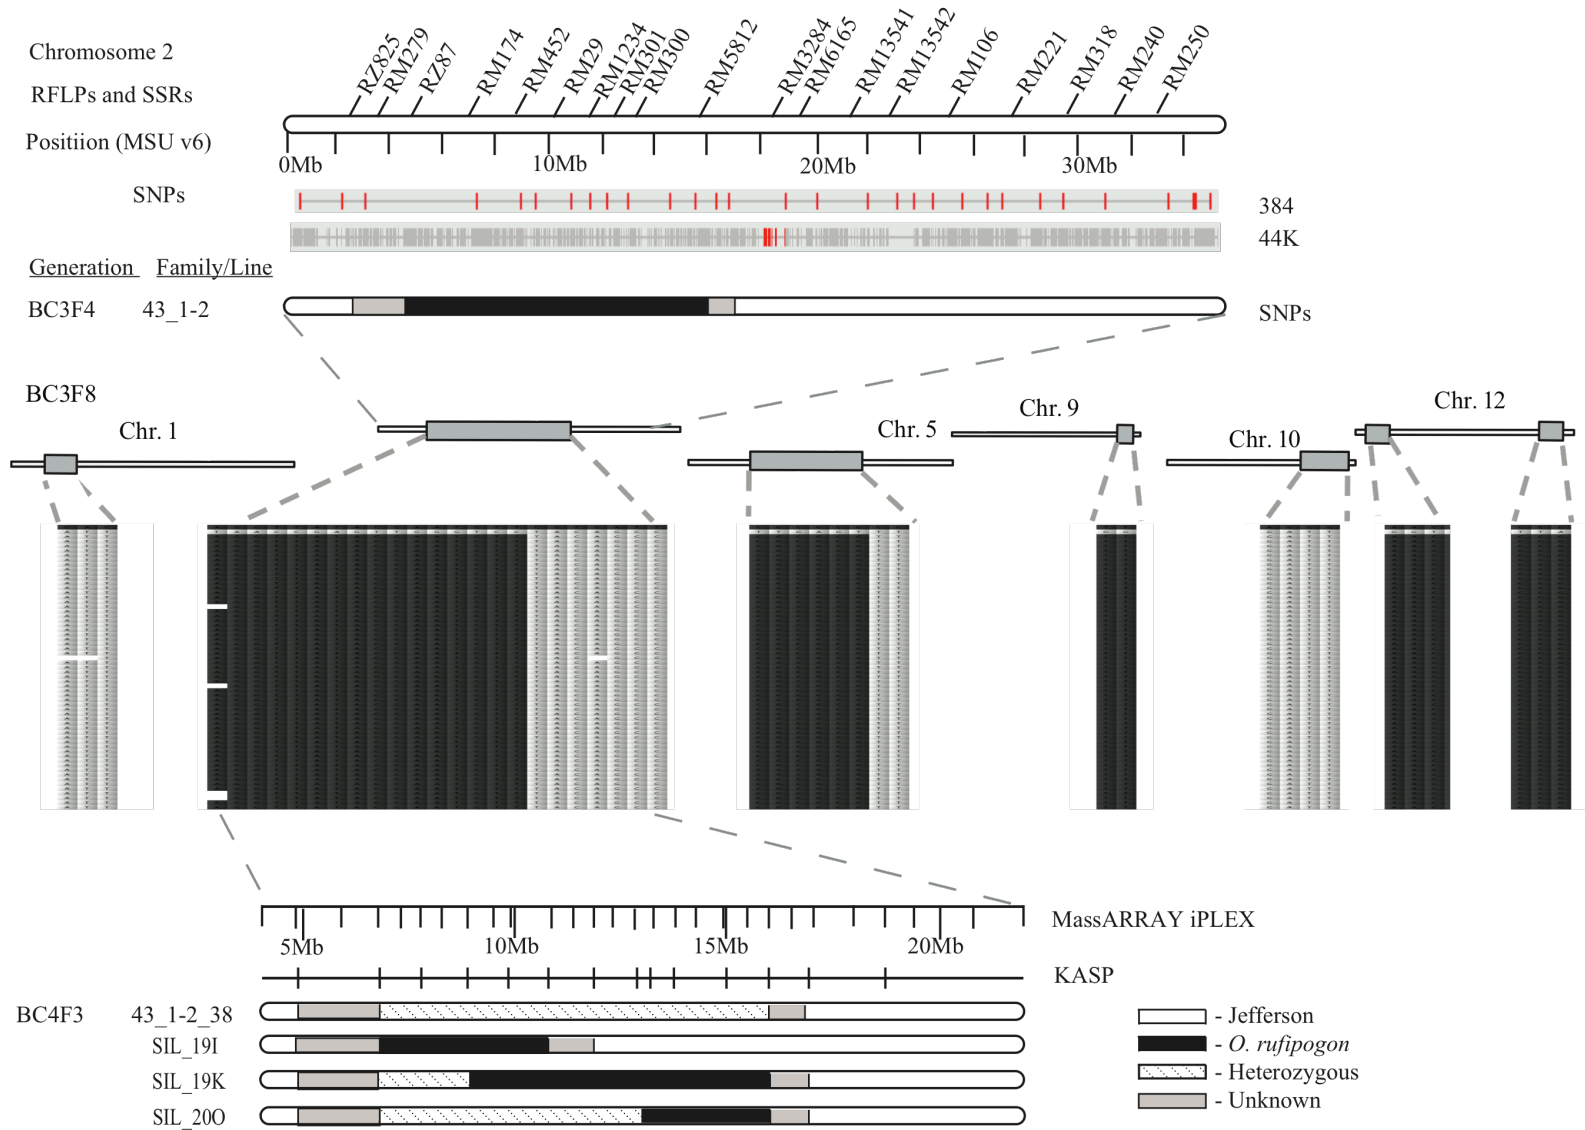 Chromosome 2
RFLPs and SSRs
RZ825
RM279
RZ87
RM174
RM452
RM29
RM1234
RM301
RM300
RM5812
RM3284
RM6165
RM13541
RM13542
RM106
RM221
RM318
RM240
RM250
Positiion (MSU v6)
0Mb 10Mb 20Mb 30Mb
SNPs
384
44K
Generation Family/Line
BC3F4 43_1-2
SNPs
BC3F8
Chr. 1
Chr. 5
Chr. 9
Chr. 10
Chr. 12
MassARRAY iPLEX
5Mb 10Mb 15Mb 20Mb
KASP
BC4F3 43_1-2_38
SIL_19I
SIL_19K
SIL_20O
- Jefferson
- O. rufipogon
- Heterozygous
- Unknown